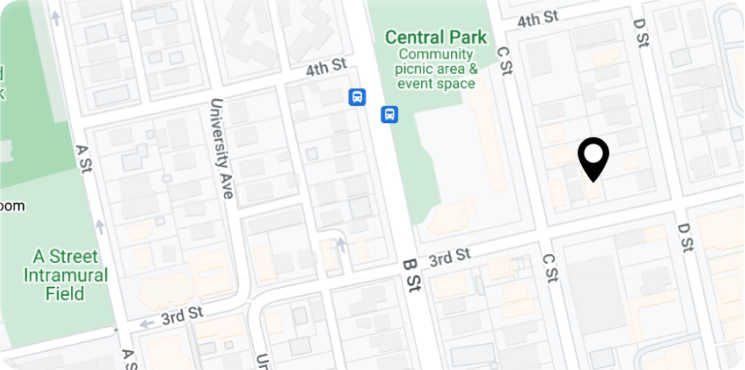 4th St
D St
Central Park
Community
picnic area &
event space
C St
4th St
University Ave
A St
oom
A Street
Intramural
Field
3rd St
D St
B St
C St
3rd St
A S
Un